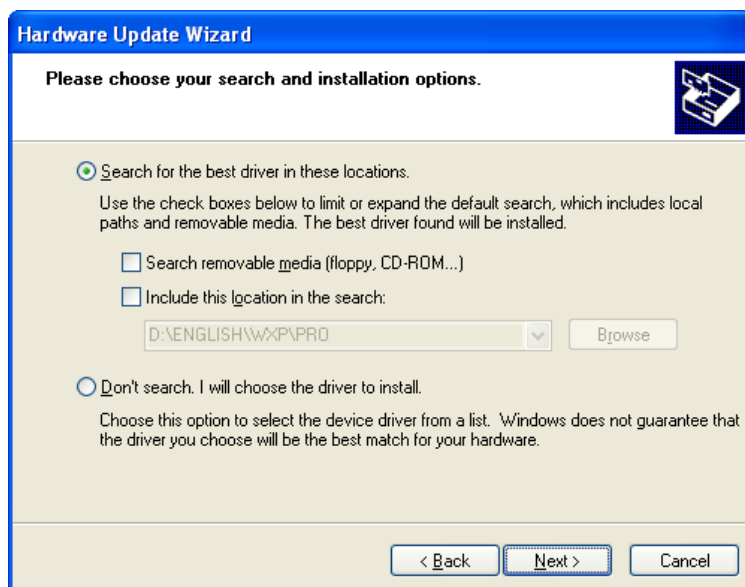 Hardware Update Wizard
Please choose your search and installation options.
Search for the best driver in these locations.
Use the check boxes below to limit or expand the default search, which includes local
paths and removable media. The best driver found will be installed.
Search removable media (floppy, CD-ROM...)
Include this location in the search:
D:\ENGLISH\WXP\PRO
Browse
Don't search. I will choose the driver to install.
Choose this option to select the device driver from a list. Windows does not guarantee that
the driver you choose will be the best match for your hardware.
< Back Next > Cancel